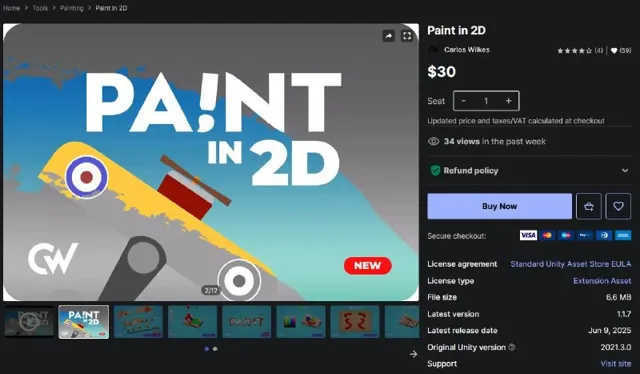 Home > Tools > Painting > Paint in 2D
Paint in 2D
Carlos Wilkes
(4) | (59)
$30
Seat - 1 +
Updated price and taxes/VAT calculated at checkout
34 views in the past week
Refund policy
Buy Now
Secure checkout: VISA
License agreement Standard Unity Asset Store EULA
License type Extension Asset
File size 6.6 MB
Latest version 1.1.7
Latest release date Jun 9, 2025
Original Unity version 2021.3.0
Support Visit site
PA!NT
IN 2D
CW
NEW
2/12